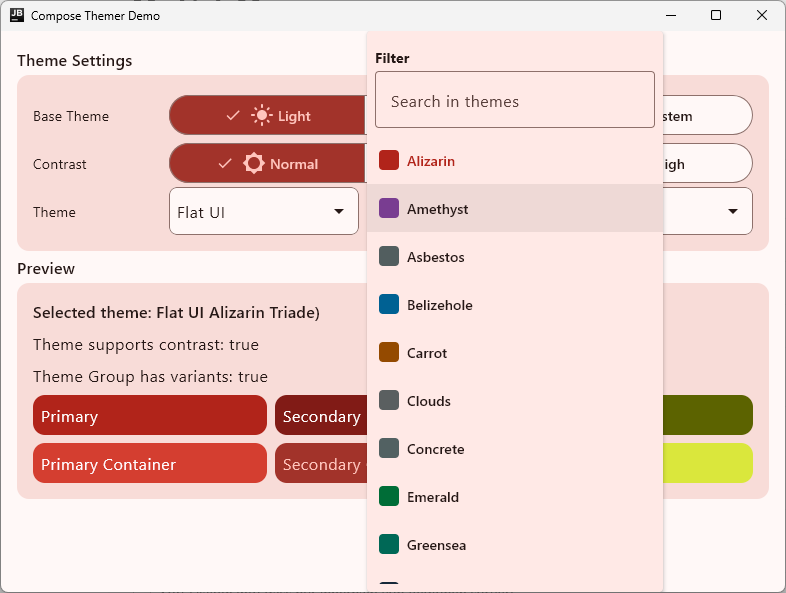 JB Compose Themer Demo
Theme Settings
Base Theme
Light
stem
Contrast
Normal
igh
Theme
Flat UI
Filter
Search in themes
Alizarin
Amethyst
Asbestos
Belizehole
Carrot
Clouds
Concrete
Emerald
Greensea
Preview
Selected theme: Flat UI Alizarin Triade)
Theme supports contrast: true
Theme Group has variants: true
Primary
Secondary
Primary Container
Secondary